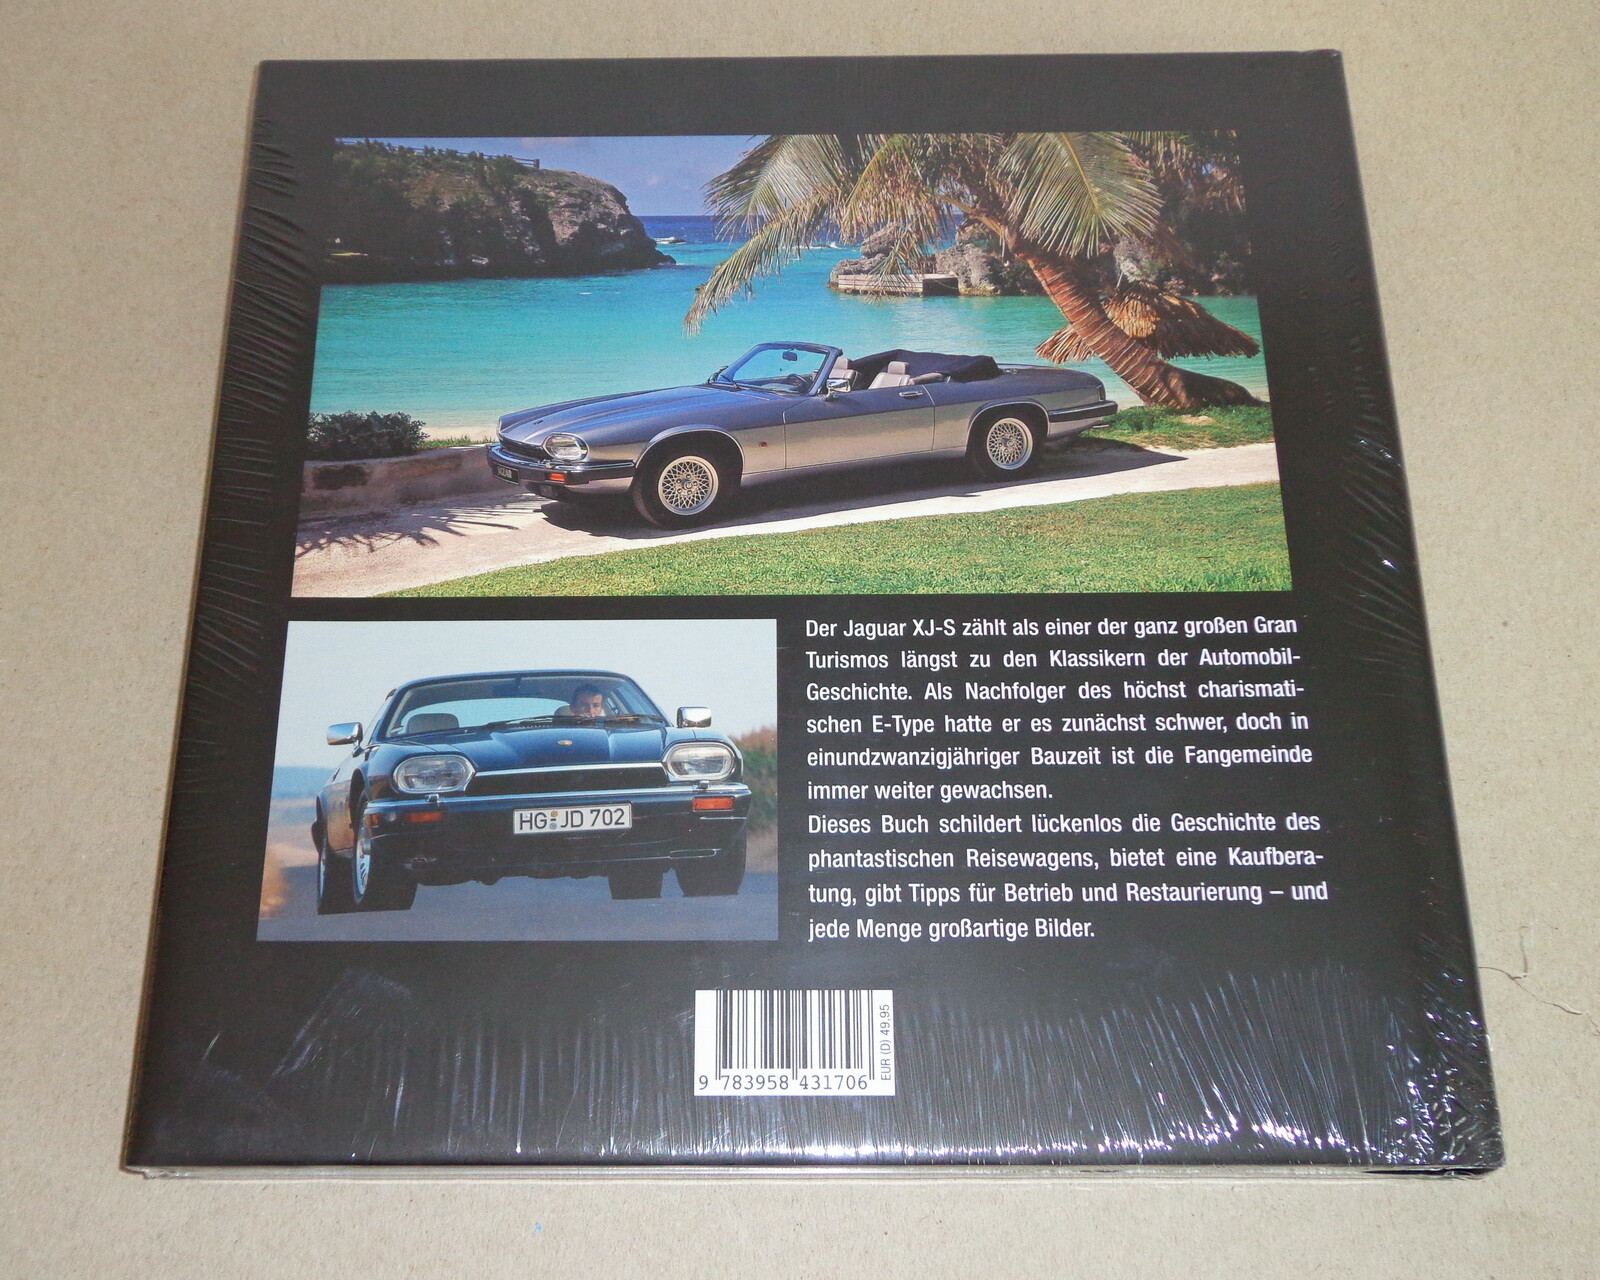 JAGUAR
Der Jaguar XJ-S zählt als einer der ganz großen Gran
Turismos längst zu den Klassikern der Automobil-
Geschichte. Als Nachfolger des höchst charismati-
schen E-Type hatte er es zunächst schwer, doch in
einundzwanzigjähriger Bauzeit ist die Fangemeinde
immer weiter gewachsen.
Dieses Buch schildert lückenlos die Geschichte des
phantastischen Reisewagens, bietet eine Kaufbera-
tung, gibt Tipps für Betrieb und Restaurierung – und
jede Menge großartige Bilder.
HG JD 702
9 783958 431706
EUR (D) 49,95